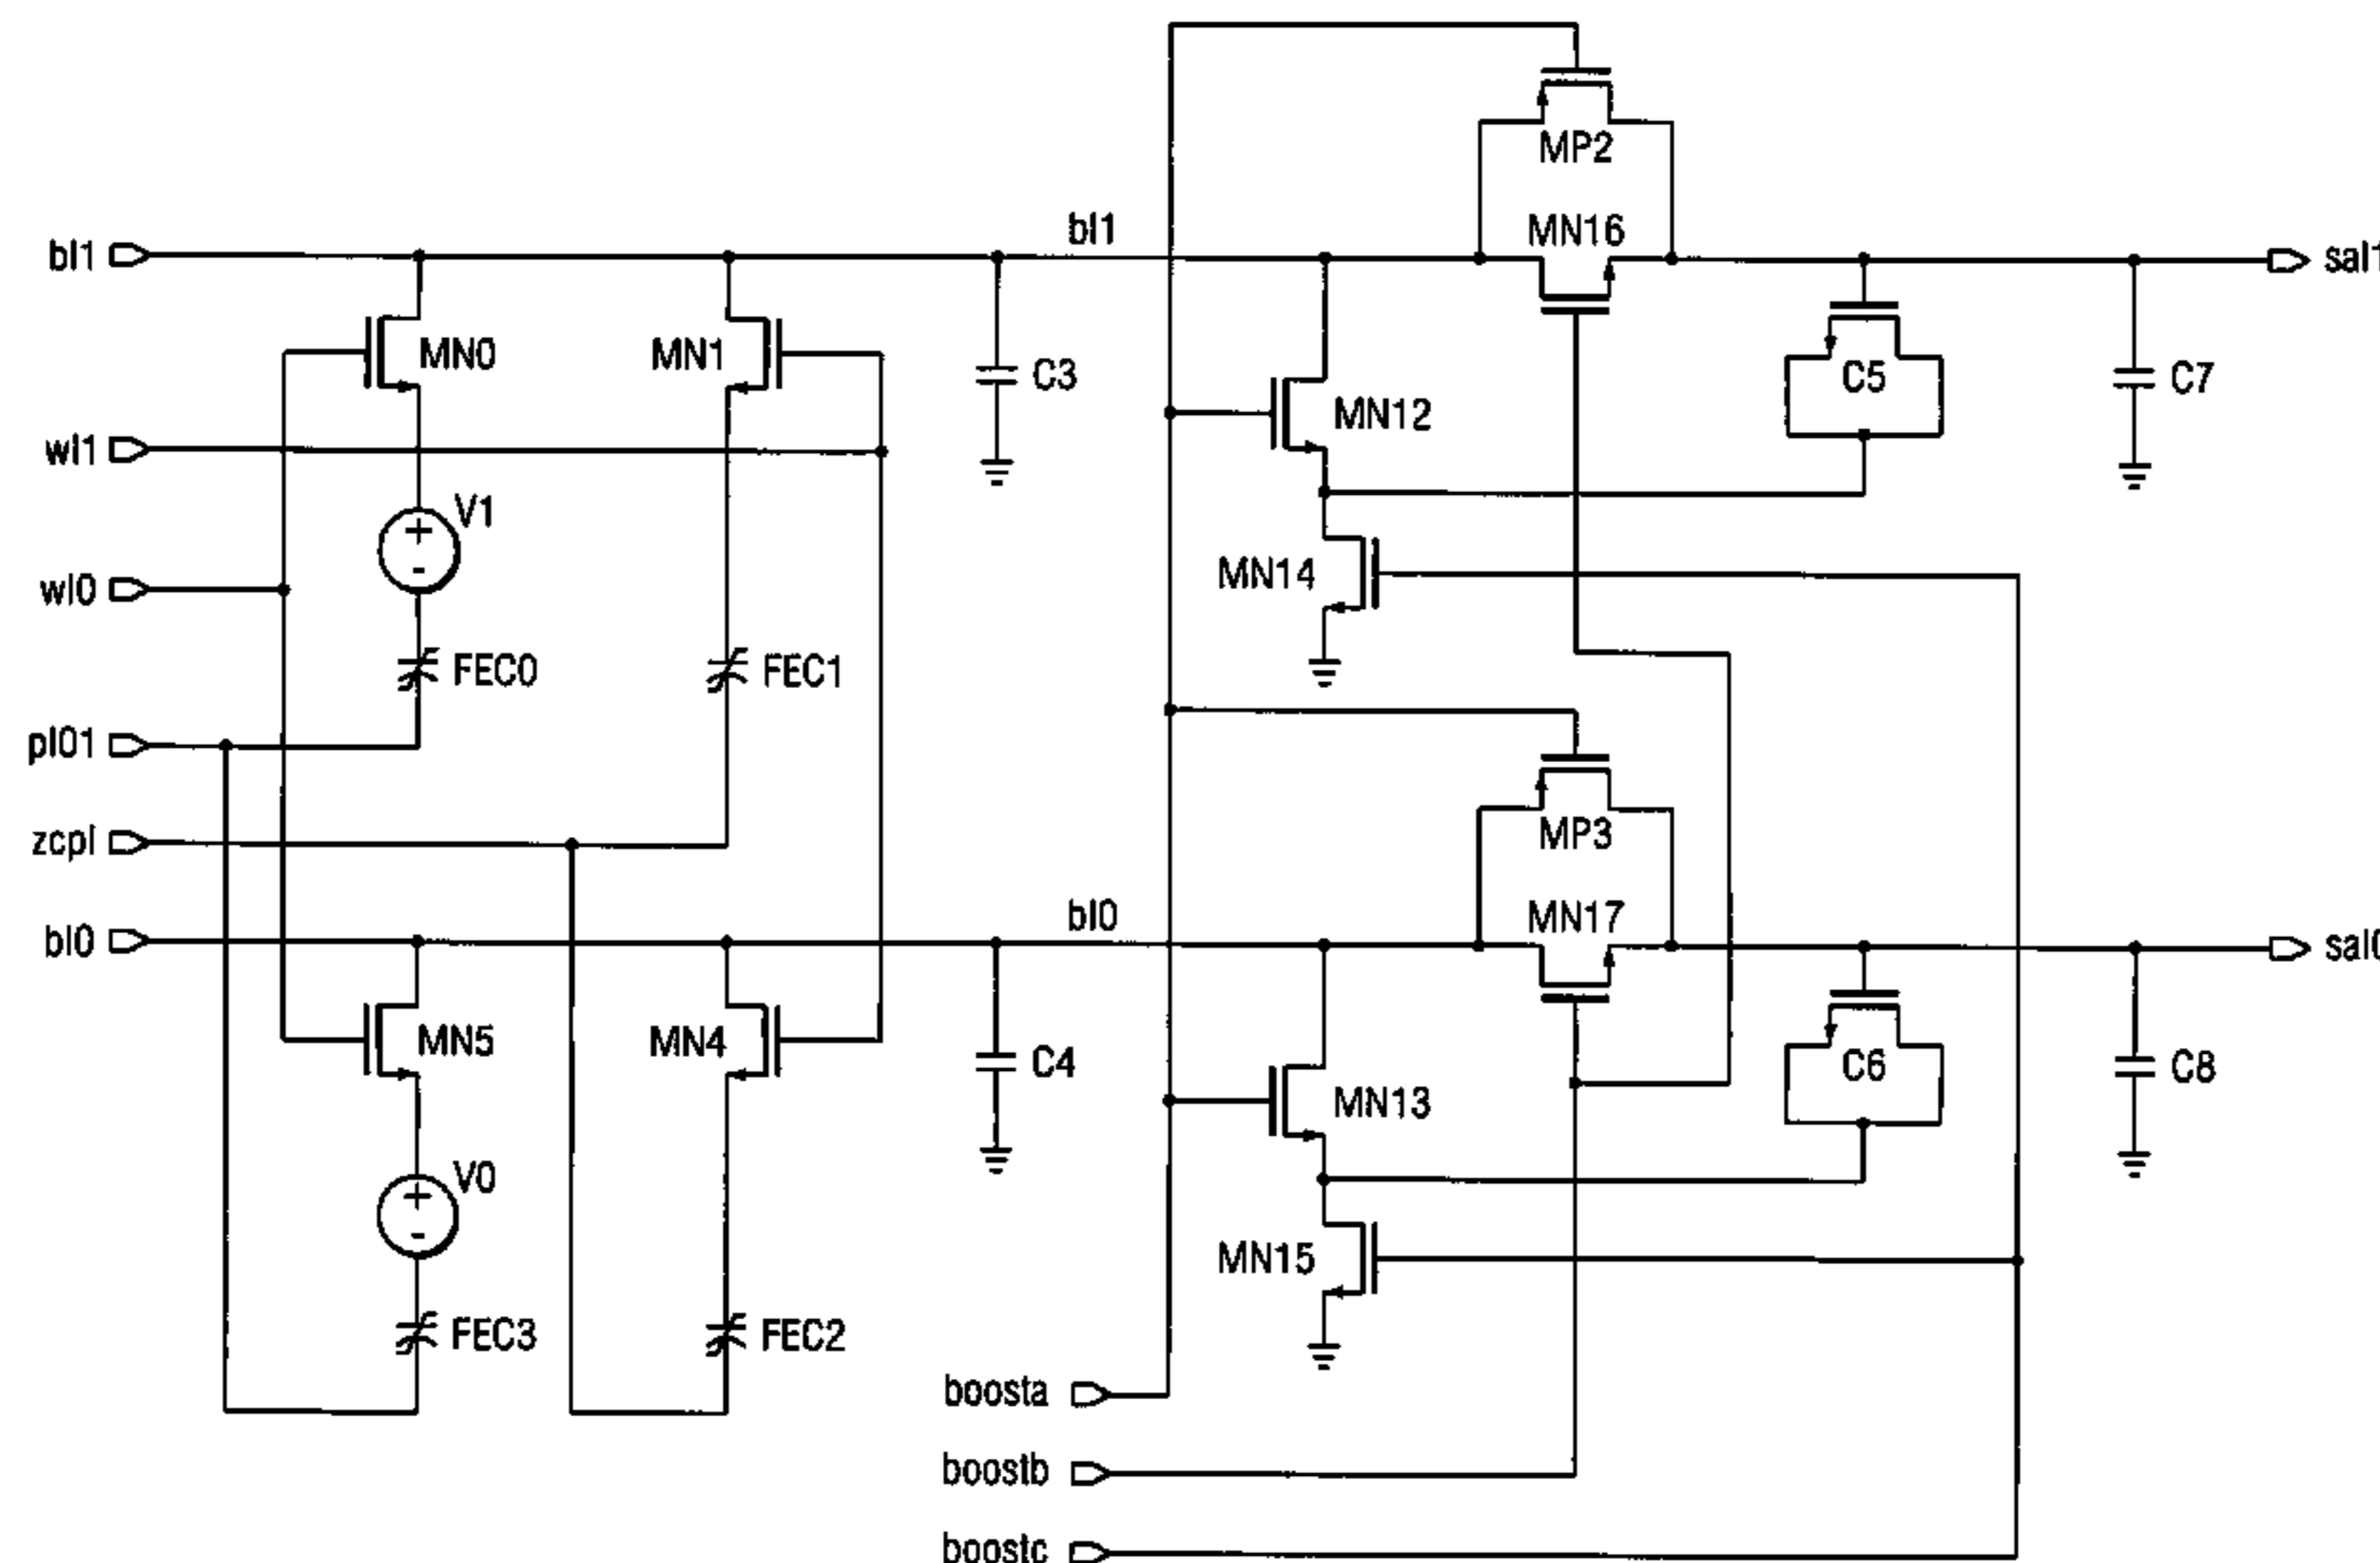 MP2
bl1
MN16
bl1
sal1
MN0
MN1
C3
C5
C7
MN12
wl1
V1
MN14
wl0
FEC0
FEC1
pl01
MP3
zcpl
bl0
MN17
bl0
sal0
MN5
MN4
C4
C6
C8
MN13
V0
MN15
FEC3
FEC2
boosta
boostb
boostc
+
-
+
-